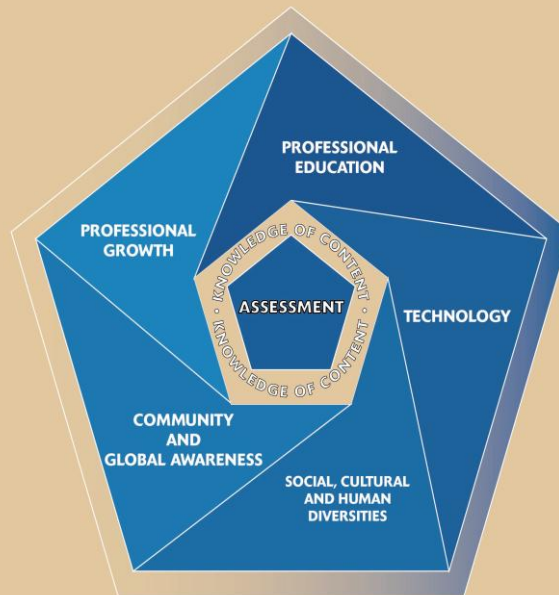 PROFESSIONAL
EDUCATION
PROFESSIONAL
GROWTH
· KNOWLEDGE OF CONTENT ·
ASSESSMENT
KNOWLEDGE OF CONTENT
TECHNOLOGY
COMMUNITY
AND
GLOBAL AWARENESS
SOCIAL, CULTURAL
AND HUMAN
DIVERSITIES